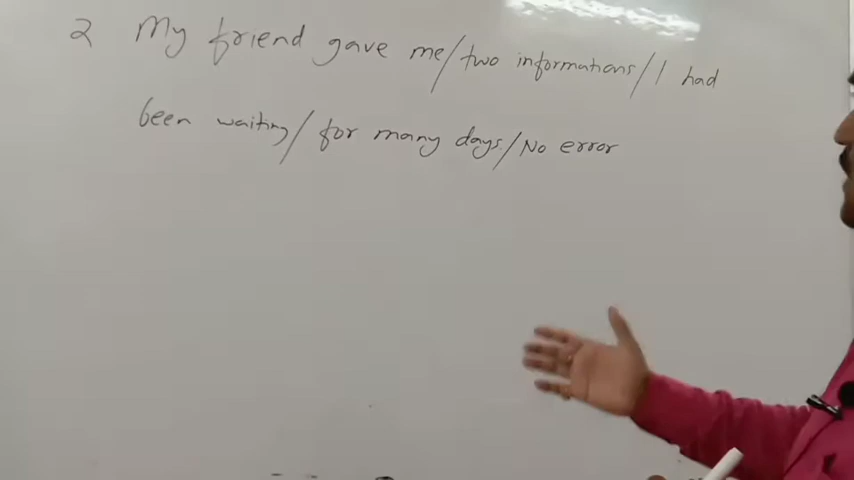 2 My friend gave me/two informations/I had
been waiting/for many days./No error